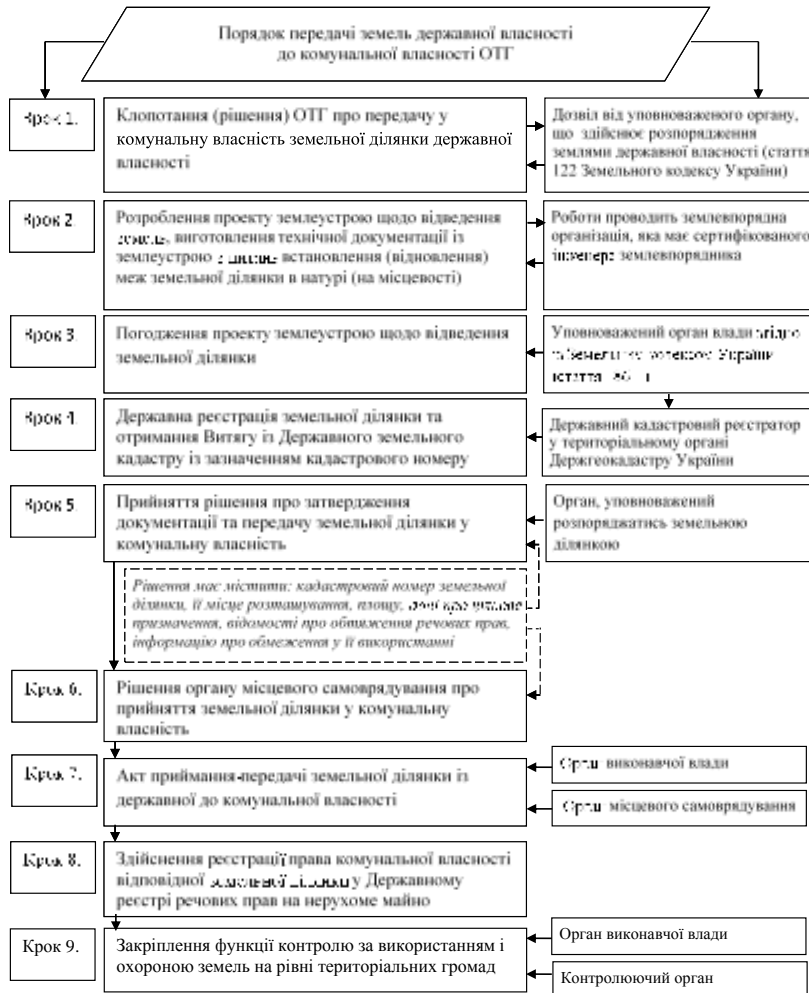 Порядок передачі земель державної власності
до комунальної власності ОТГ
Крок 1.
Клопотання (рішення) ОТГ про передачу у
комунальну власність земельної ділянки державної
власності
Дозвіл від уповноваженого органу,
що здійснює розпорядження
землями державної власності (стаття
122 Земельного кодексу України)
Крок 2.
Розроблення проекту землеустрою щодо відведення
земель, виготовлення технічної документації із
землеустрою встановлення (відновлення)
меж земельної ділянки в натурі (на місцевості)
Роботи проводить землевпорядна
організація, яка має сертифікованого
інженера землевпорядника
Крок 3.
Погодження проекту землеустрою щодо відведення
земельної ділянки
Уповноважений орган влади згідно
України
Крок 4.
Державна реєстрація земельної ділянки та
отримання Витягу із Державного земельного
кадастру із зазначенням кадастрового номеру
Державний кадастровий реєстратор
у територіальному органі
Держгеокадастру України
Крок 5.
Прийняття рішення про затвердження
документації та передачу земельної ділянки у
комунальну власність
Орган, уповноважений
розпоряджатись земельною
ділянкою
Рішення має містити: кадастровий номер земельної
ділянки, її місце розташування, площу,
призначення, відомості про обтяження речових прав,
інформацію про обмеження у її використанні
Крок 6.
Рішення органу місцевого самоврядування про
прийняття земельної ділянки у комунальну
власність
Крок 7.
Акт приймання-передачі земельної ділянки із
державної до комунальної власності
Орган виконавчої влади
Орган місцевого самоврядування
Крок 8.
Здійснення реєстрації права комунальної власності
відповідної земельної ділянки у Державному
реєстрі речових прав на нерухоме майно
Крок 9.
Закріплення функції контролю за використанням і
охороною земель на рівні територіальних громад
Орган виконавчої влади
Контролюючий орган